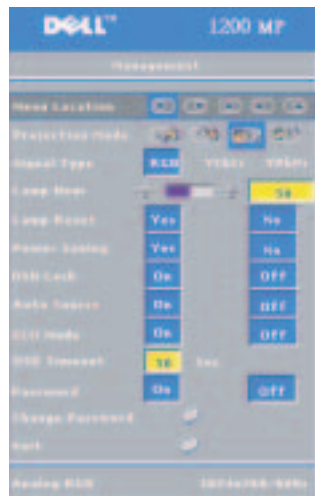 DELL™ 1200 MP
Management
Menu Location
Projection Mode
Signal Type RGB YCbCr YPbPr
Lamp Hour
Lamp Reset Yes No
Power Saving Yes No
OSD Lock On Off
Auto Source On Off
ECO Mode On Off
OSD Timeout Sec
Password On Off
Change Password
Exit
Analog RGB